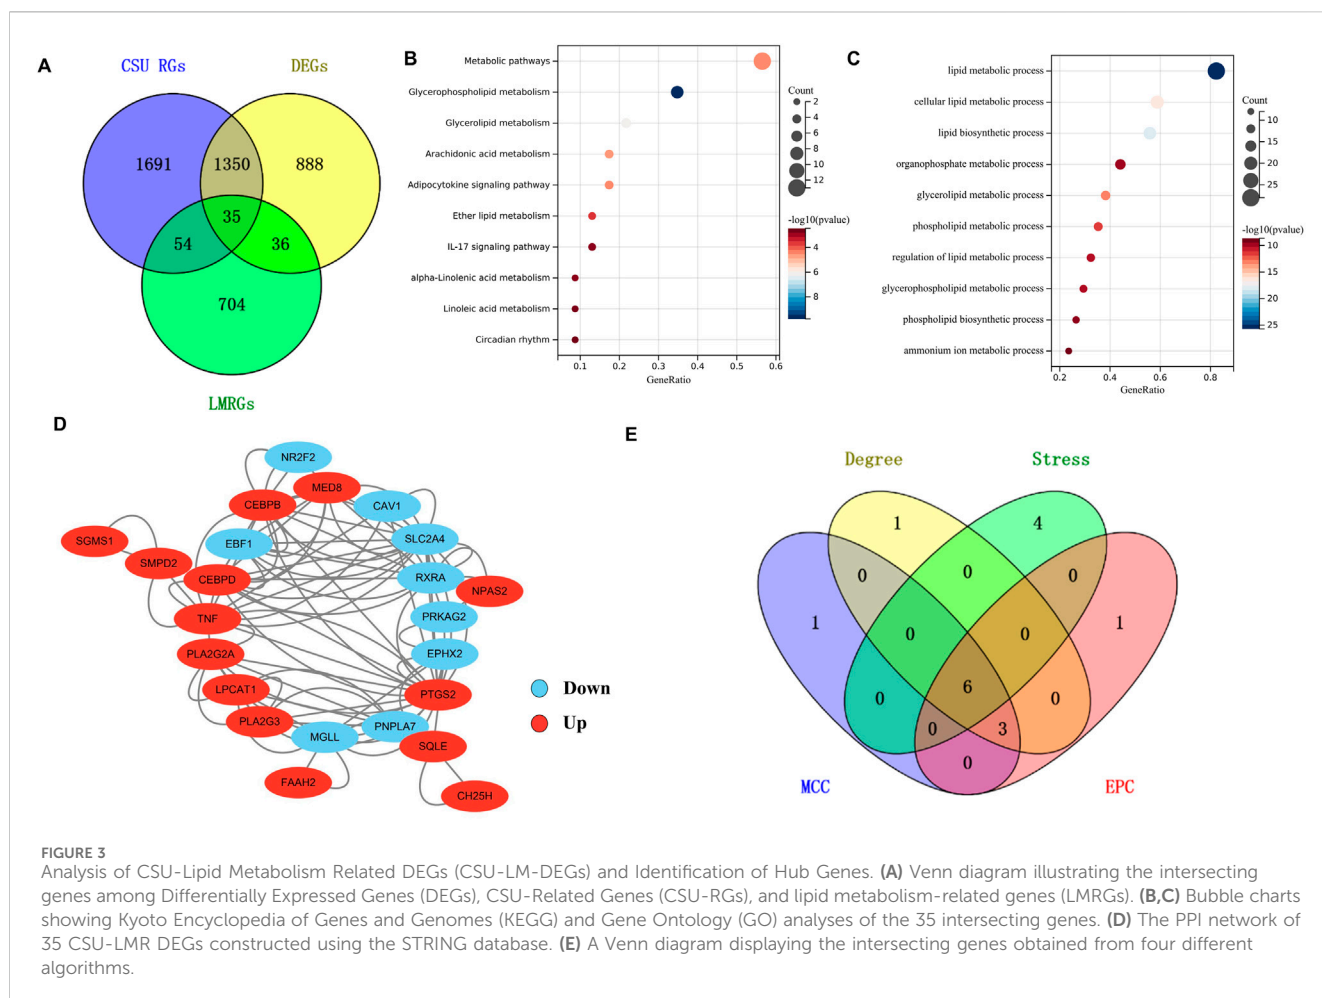 A
CSU RGs
DEGs
1691
1350
888
35
54
36
704
LMRGs
B
Metabolic pathways
Glycerophospholipid metabolism
Glycerolipid metabolism
Arachidonic acid metabolism
Adipocytokine signaling pathway
Ether lipid metabolism
IL-17 signaling pathway
alpha-Linolenic acid metabolism
Linoleic acid metabolism
Circadian rhythm
0.1 0.2 0.3 0.4 0.5 0.6
GeneRatio
Count
2
4
6
8
10
12
-log10(pvalue)
4
6
8
C
lipid metabolic process
cellular lipid metabolic process
lipid biosynthetic process
organophosphate metabolic process
glycerolipid metabolic process
phospholipid metabolic process
regulation of lipid metabolic process
glycerophospholipid metabolic process
phospholipid biosynthetic process
ammonium ion metabolic process
0.2 0.4 0.6 0.8
GeneRatio
Count
10
15
20
25
-log10(pvalue)
10
15
20
25
D
NR2F2
MED8
CEBPB
CAV1
SGMS1
EBF1
SLC2A4
SMPD2
CEBPD
RXRA
NPAS2
TNF
PRKAG2
PLA2G2A
EPHX2
LPCAT1
PTGS2
PLA2G3
PNPLA7
MGLL
SQLE
FAAH2
CH25H
Down
Up
E
Degree
Stress
1
4
0
0
0
1
0
0
1
6
0
0
0
3
0
MCC
EPC
FIGURE 3
Analysis of CSU-Lipid Metabolism Related DEGs (CSU-LM-DEGs) and Identification of Hub Genes. (A) Venn diagram illustrating the intersecting
genes among Differentially Expressed Genes (DEGs), CSU-Related Genes (CSU-RGs), and lipid metabolism-related genes (LMRGs). (B,C) Bubble charts
showing Kyoto Encyclopedia of Genes and Genomes (KEGG) and Gene Ontology (GO) analyses of the 35 intersecting genes. (D) The PPI network of
35 CSU-LMR DEGs constructed using the STRING database. (E) A Venn diagram displaying the intersecting genes obtained from four different
algorithms.